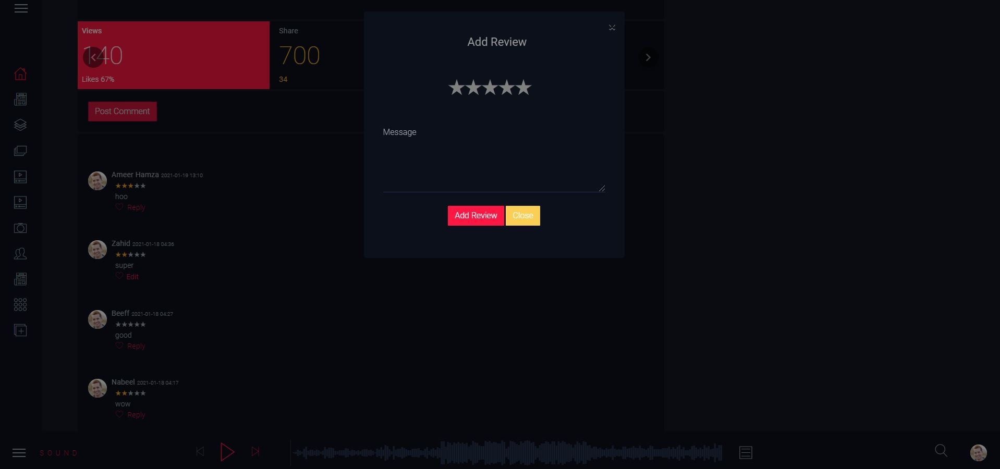 Views
140
Likes 67%
Share
700
34
Post Comment
Add Review
Message
Add Review Close
Ameer Hamza 2021-01-19 13:10
hoo
Reply
Zahid 2021-01-18 04:36
super
Edit
Beeff 2021-01-18 04:27
good
Reply
Nabeel 2021-01-18 04:17
wow
Reply
SOUND